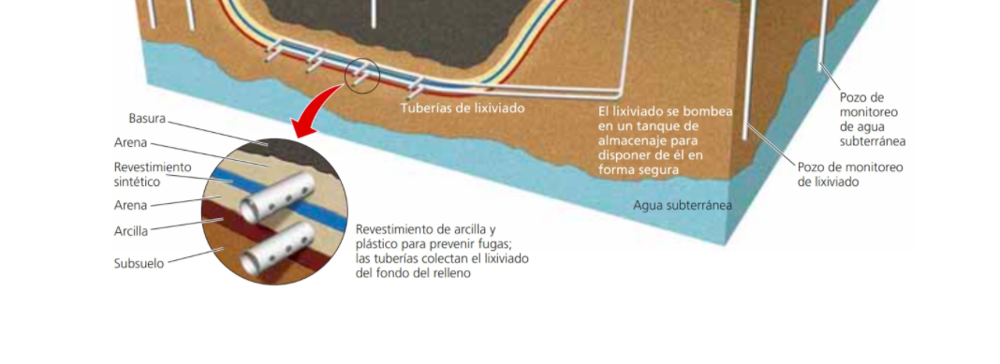 Tuberías de lixiviado
El lixiviado se bombea
en un tanque de
almacenaje para
disponer de él en
forma segura
Pozo de
monitoreo
de agua
subterránea
Pozo de monitoreo
de lixiviado
Agua subterránea
Basura
Arena
Revestimiento
sintético
Arena
Arcilla
Subsuelo
Revestimiento de arcilla y
plástico para prevenir fugas;
las tuberías colectan el lixiviado
del fondo del relleno